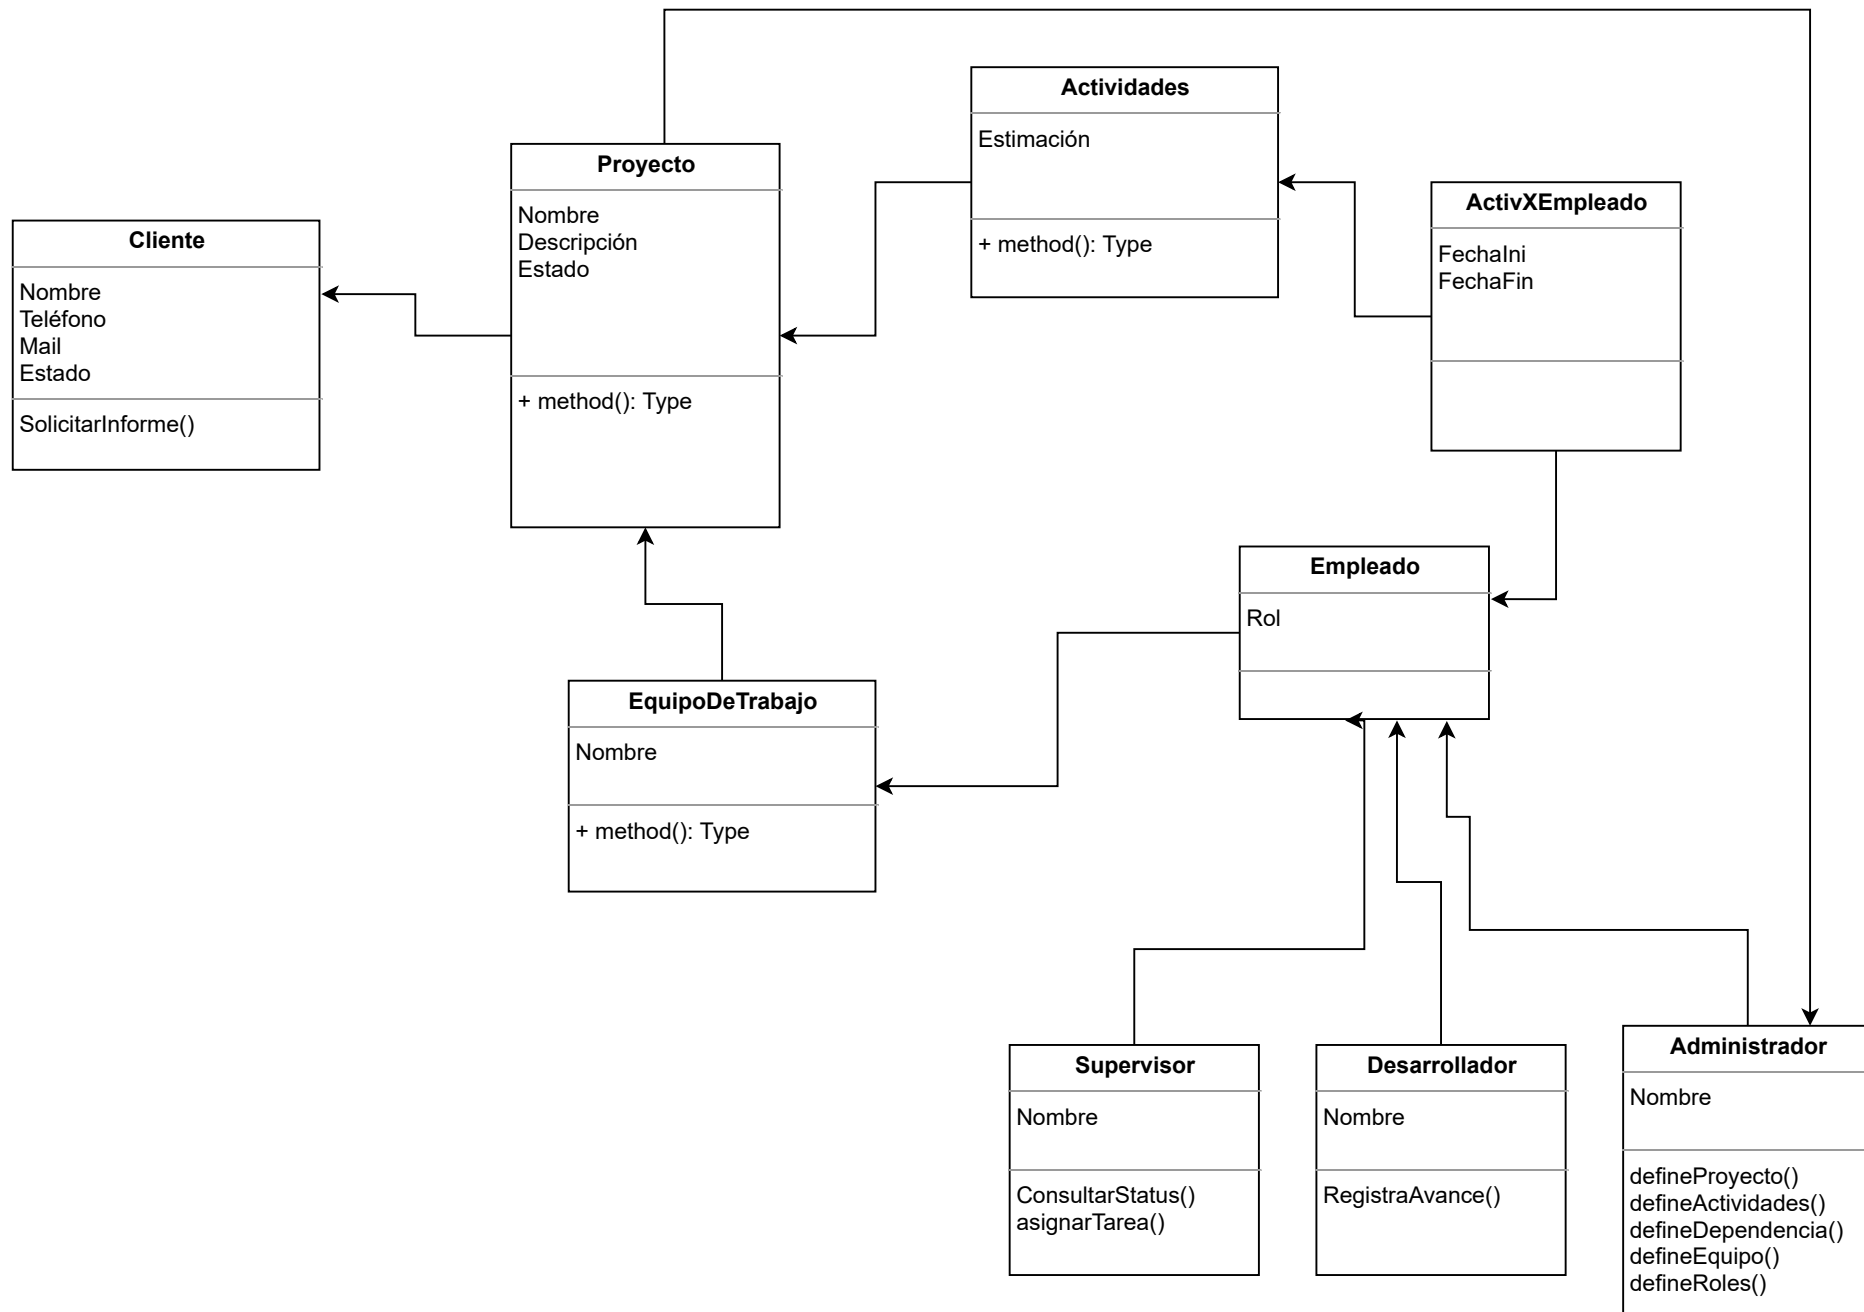 Actividades
Estimación
+ method(): Type
Proyecto
Nombre
Descripción
Estado
+ method(): Type
ActivXEmpleado
FechaIni
FechaFin
Cliente
Nombre
Teléfono
Mail
Estado
SolicitarInforme()
Empleado
Rol
EquipoDeTrabajo
Nombre
+ method(): Type
Supervisor
Nombre
ConsultarStatus()
asignarTarea()
Desarrollador
Nombre
RegistraAvance()
Administrador
Nombre
defineProyecto()
defineActividades()
defineDependencia()
defineEquipo()
defineRoles()